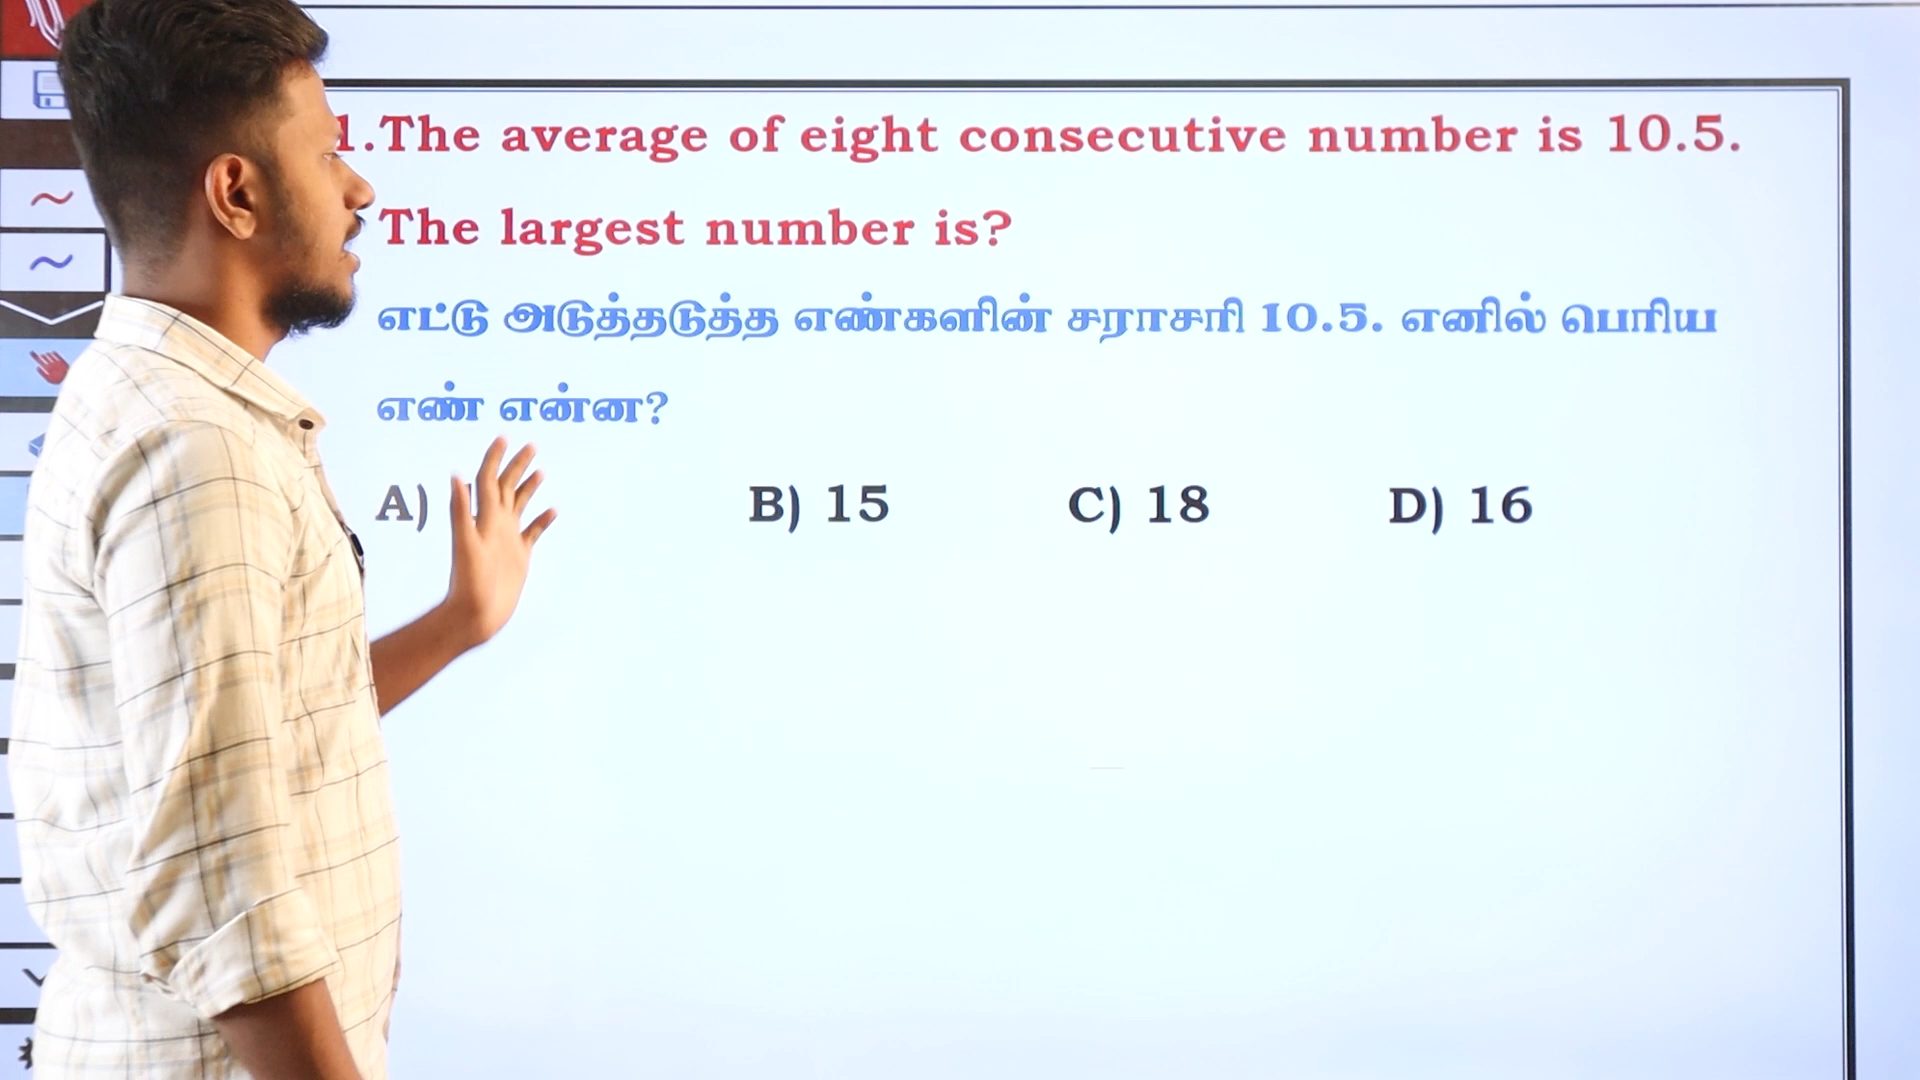 1.The average of eight consecutive number is 10.5.
The largest number is?
எட்டு அடுத்தடுத்த எண்களின் சராசரி 10.5. எனில் பெரிய
எண் என்ன?
A) B) 15 C) 18 D) 16